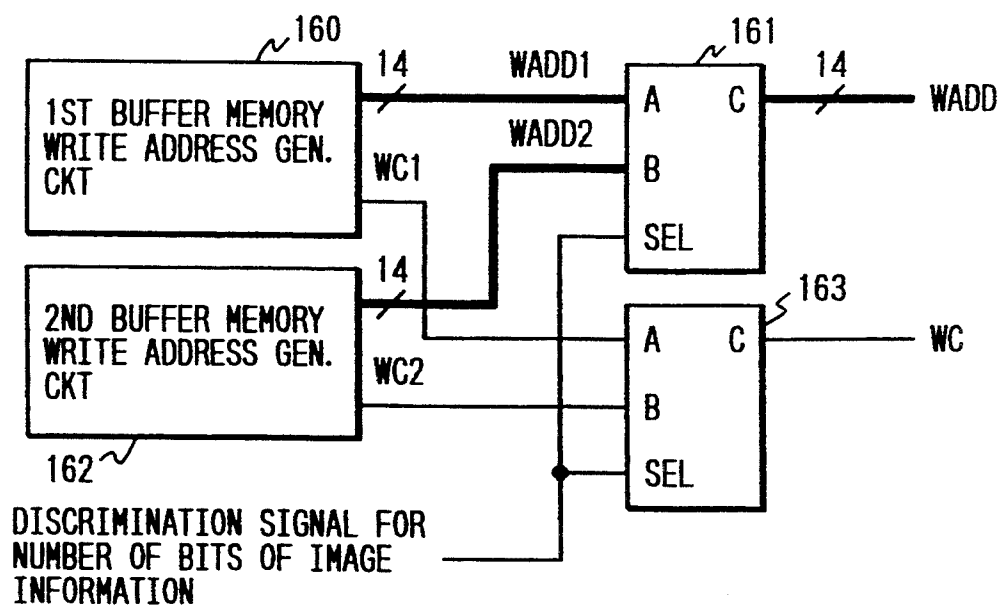 160
1ST BUFFER MEMORY
WRITE ADDRESS GEN.
CKT
14
WADD1
WADD2
WC1
161
A
B
C
SEL
14
WADD
2ND BUFFER MEMORY
WRITE ADDRESS GEN.
CKT
14
WC2
162
163
A
B
C
SEL
WC
DISCRIMINATION SIGNAL FOR
NUMBER OF BITS OF IMAGE
INFORMATION